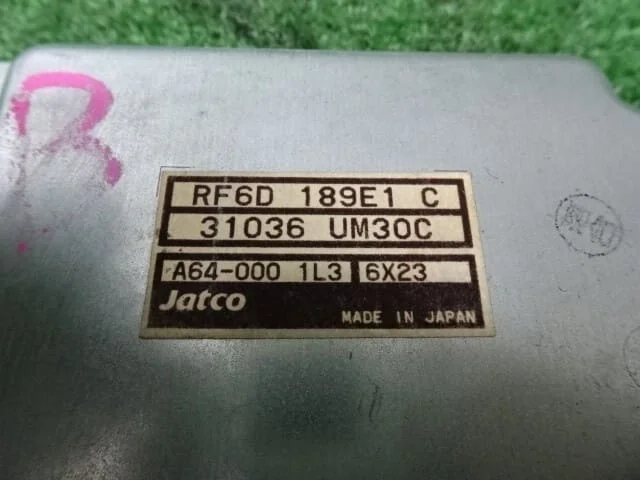 R
RF6D 189E1 C
31036 UM30C
A64-000 1L3 6X23
Jatco
MADE IN JAPAN